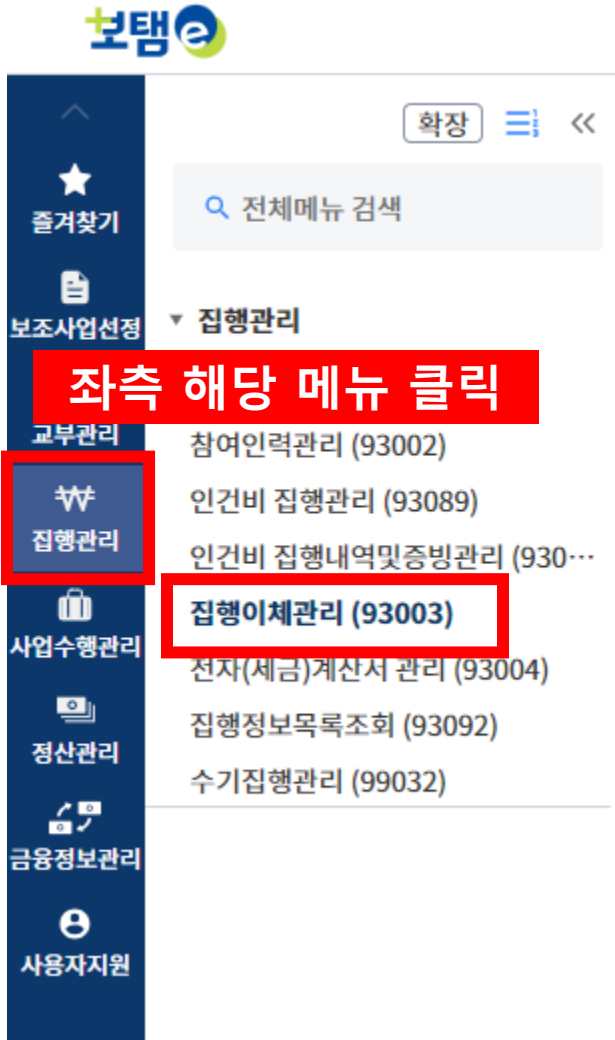 보탬e
확장
전체메뉴 검색
즐겨찾기
보조사업선정
교부관리
집행관리
사업수행관리
정산관리
금융정보관리
사용자지원
집행관리
좌측 해당 메뉴 클릭
참여인력관리 (93002)
인건비 집행관리 (93089)
인건비 집행내역및증빙관리 (930…
집행이체관리 (93003)
전자(세금)계산서 관리 (93004)
집행정보목록조회 (93092)
수기집행관리 (99032)